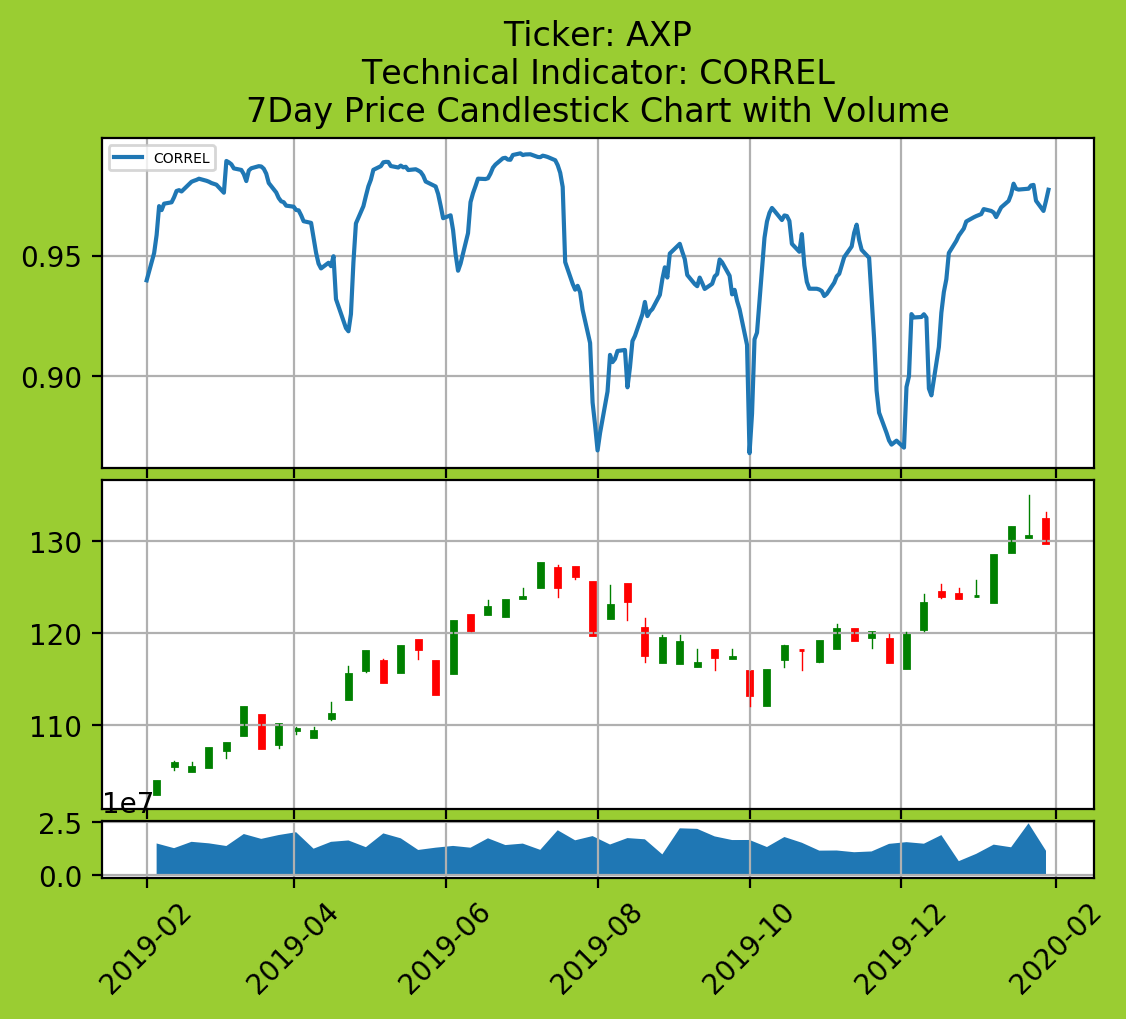 Ticker: AXP
Technical Indicator: CORREL
7Day Price Candlestick Chart with Volume
CORREL
0.95
0.90
130
120
110
1e7
2.5
0.0
2019-02
2019-04
2019-06
2019-08
2019-10
2019-12
2020-02